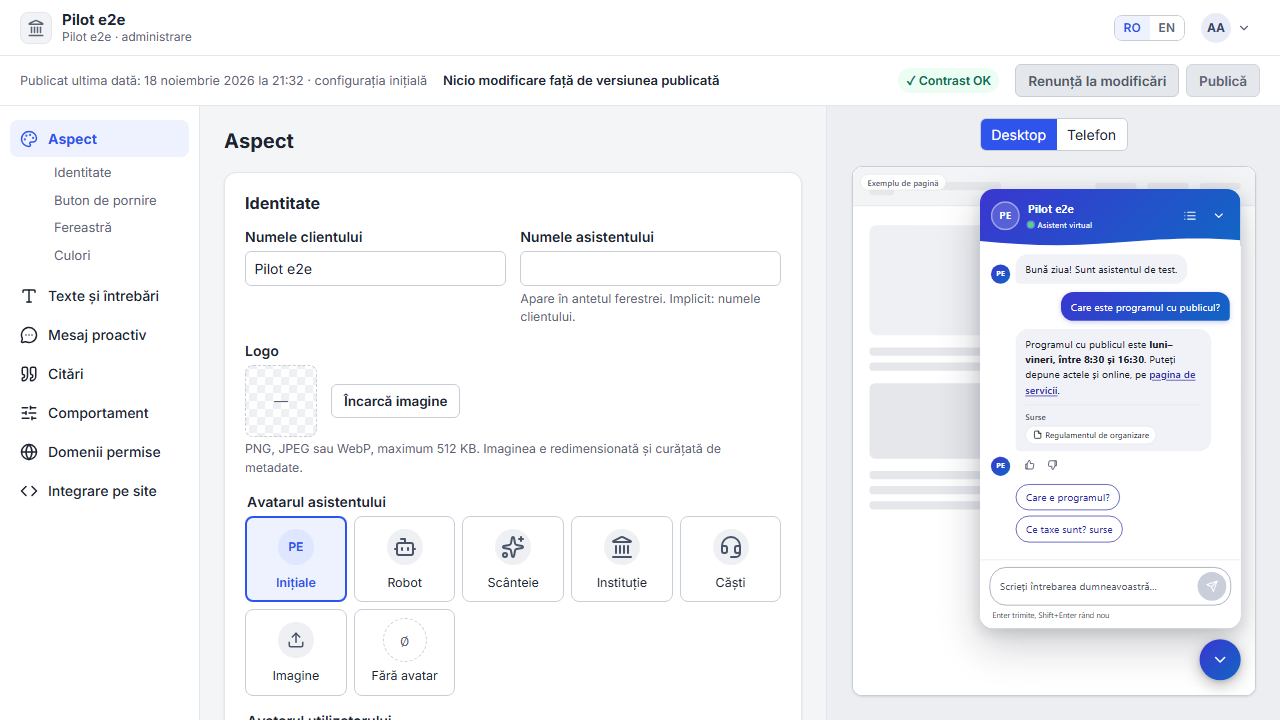 Pilot e2e
Pilot e2e · administrare
RO EN
AA
Publicat ultima dată: 18 noiembrie 2026 la 21:32 · configurația inițială
Nicio modificare față de versiunea publicată
✓ Contrast OK
Renunță la modificări
Publică
Aspect
Identitate
Buton de pornire
Fereastră
Culori
Texte și întrebări
Mesaj proactiv
Citări
Comportament
Domenii permise
Integrare pe site
Aspect
Identitate
Numele clientului
Pilot e2e
Numele asistentului
Apare în antetul ferestrei. Implicit: numele
clientului.
Logo
—
Încarcă imagine
PNG, JPEG sau WebP, maximum 512 KB. Imaginea e redimensionată și curățată de
metadate.
Avatarul asistentului
PE
Inițiale
Robot
Scânteie
Instituție
Căști
Imagine
Ø
Fără avatar
Avatarul utilizatorului
Desktop
Telefon
Exemplu de pagină
PE
Pilot e2e
Asistent virtual
PE
Bună ziua! Sunt asistentul de test.
Care este programul cu publicul?
Programul cu publicul este luni–
vineri, între 8:30 și 16:30. Puteți
depune actele și online, pe pagina de
servicii.
Surse
Regulamentul de organizare
PE
Care e programul?
Ce taxe sunt? surse
Scrieți întrebarea dumneavoastră...
Enter trimite, Shift+Enter rând nou